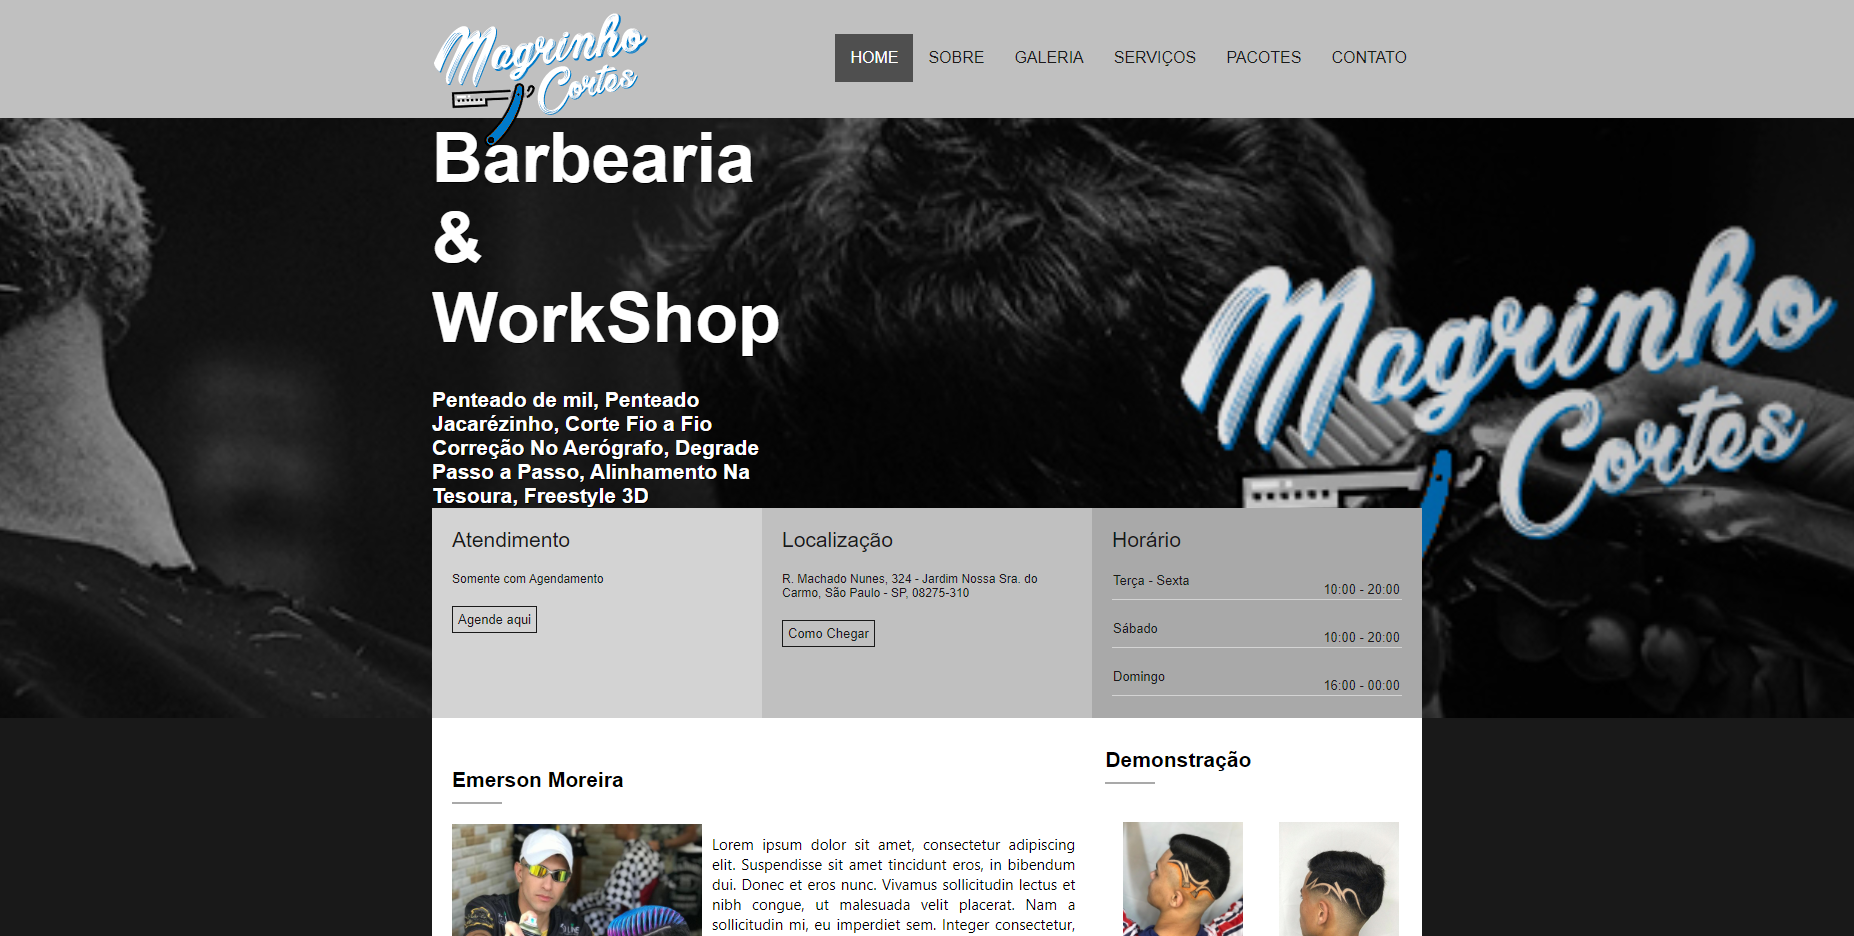 Magrinho
Cortes
HOME SOBRE GALERIA SERVIÇOS PACOTES CONTATO
Barbearia
&
WorkShop
Magrinho
Cortes
Penteado de mil, Penteado
Jacarézinho, Corte Fio a Fio
Correção No Aerógrafo, Degrade
Passo a Passo, Alinhamento Na
Tesoura, Freestyle 3D
Atendimento
Somente com Agendamento
Agende aqui
Localização
R. Machado Nunes, 324 - Jardim Nossa Sra. do
Carmo, São Paulo - SP, 08275-310
Como Chegar
Horário
Terça - Sexta 10:00 - 20:00
Sábado 10:00 - 20:00
Domingo 16:00 - 00:00
Emerson Moreira
Lorem ipsum dolor sit amet, consectetur adipiscing
elit. Suspendisse sit amet tincidunt eros, in bibendum
dui. Donec et eros nunc. Vivamus sollicitudin lectus et
nibh congue, ut malesuada velit placerat. Nam a
sollicitudin mi, eu imperdiet sem. Integer consectetur,
Demonstração